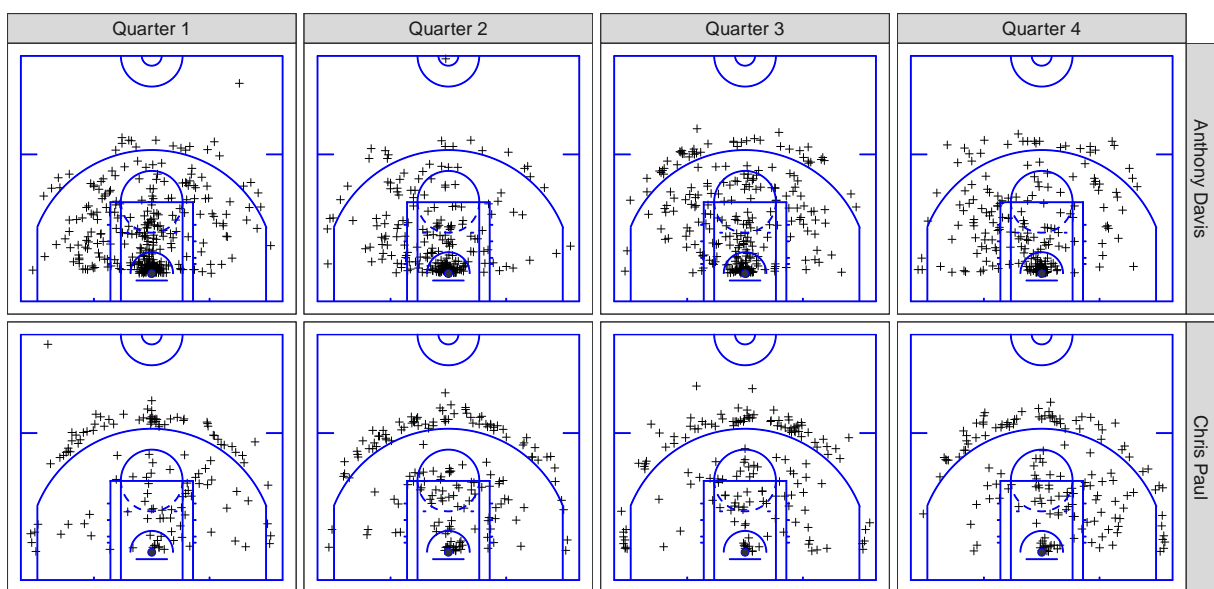 Quarter 1
Quarter 2
Quarter 3
Quarter 4
Anthony Davis
Chris Paul